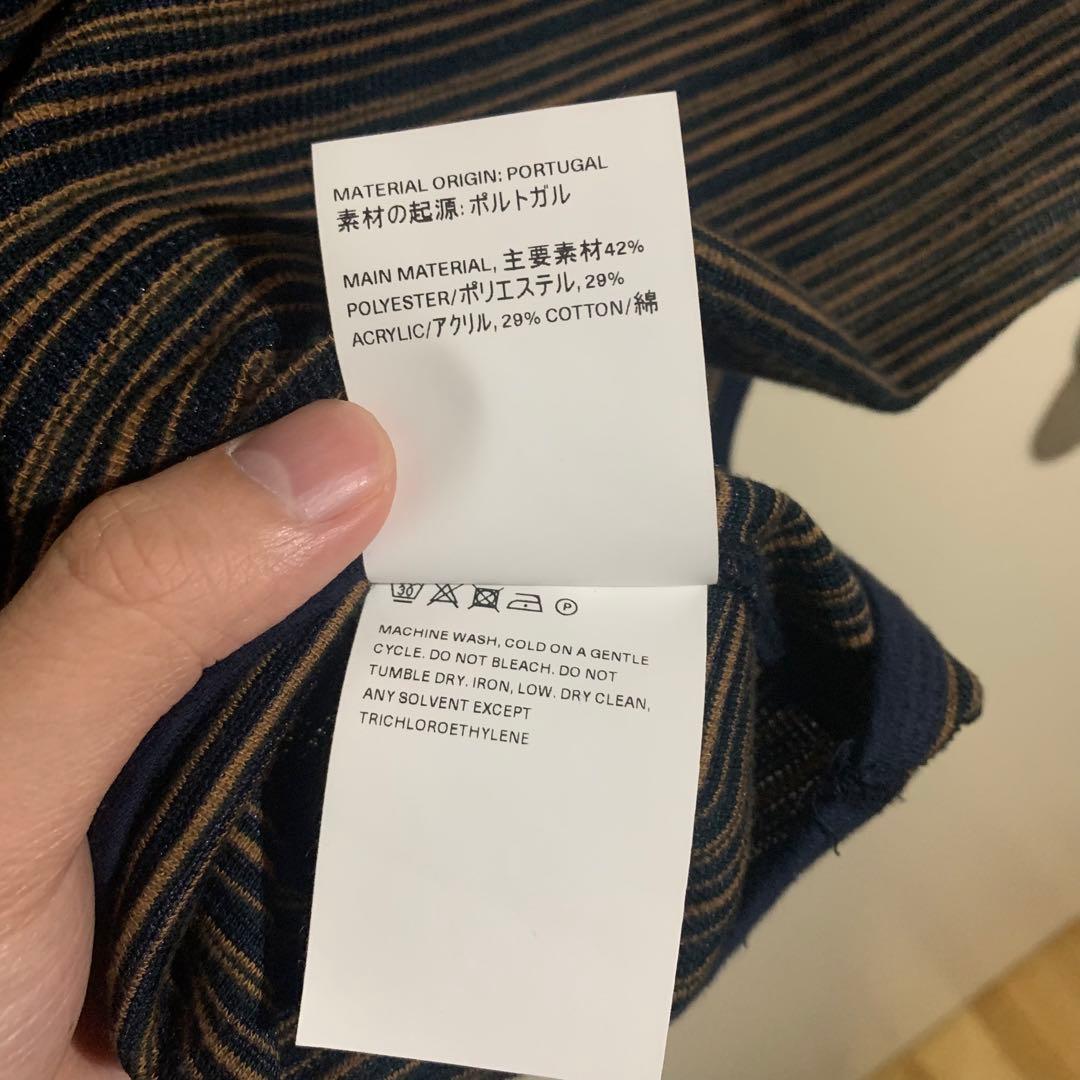 MATERIAL ORIGIN: PORTUGAL
素材の起源: ポルトガル
MAIN MATERIAL, 主要素材42%
POLYESTER/ポリエステル, 29%
ACRYLIC/アクリル, 29% COTTON/綿
30 P
MACHINE WASH, COLD ON A GENTLE
CYCLE. DO NOT BLEACH. DO NOT
TUMBLE DRY. IRON, LOW. DRY CLEAN,
ANY SOLVENT EXCEPT
TRICHLOROETHYLENE